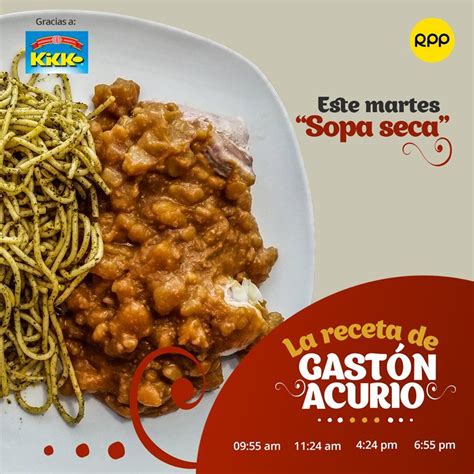 Gracias a:
KIKKO
RPP
Este martes
“Sopa seca”
La receta de
GASTÓN
ACURIO
09:55 am 11:24 am 4:24 pm 6:55 pm